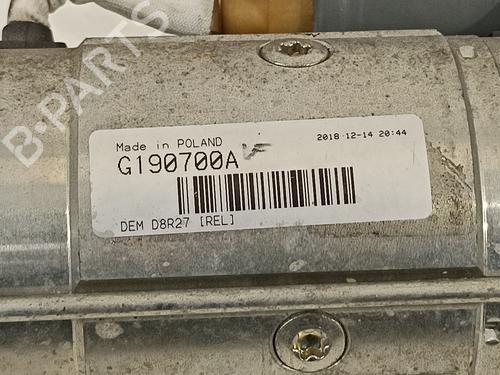 B-PARTS
Made in POLAND
2018-12-14 20:44
G190700A
DEM D8R27 [REL]